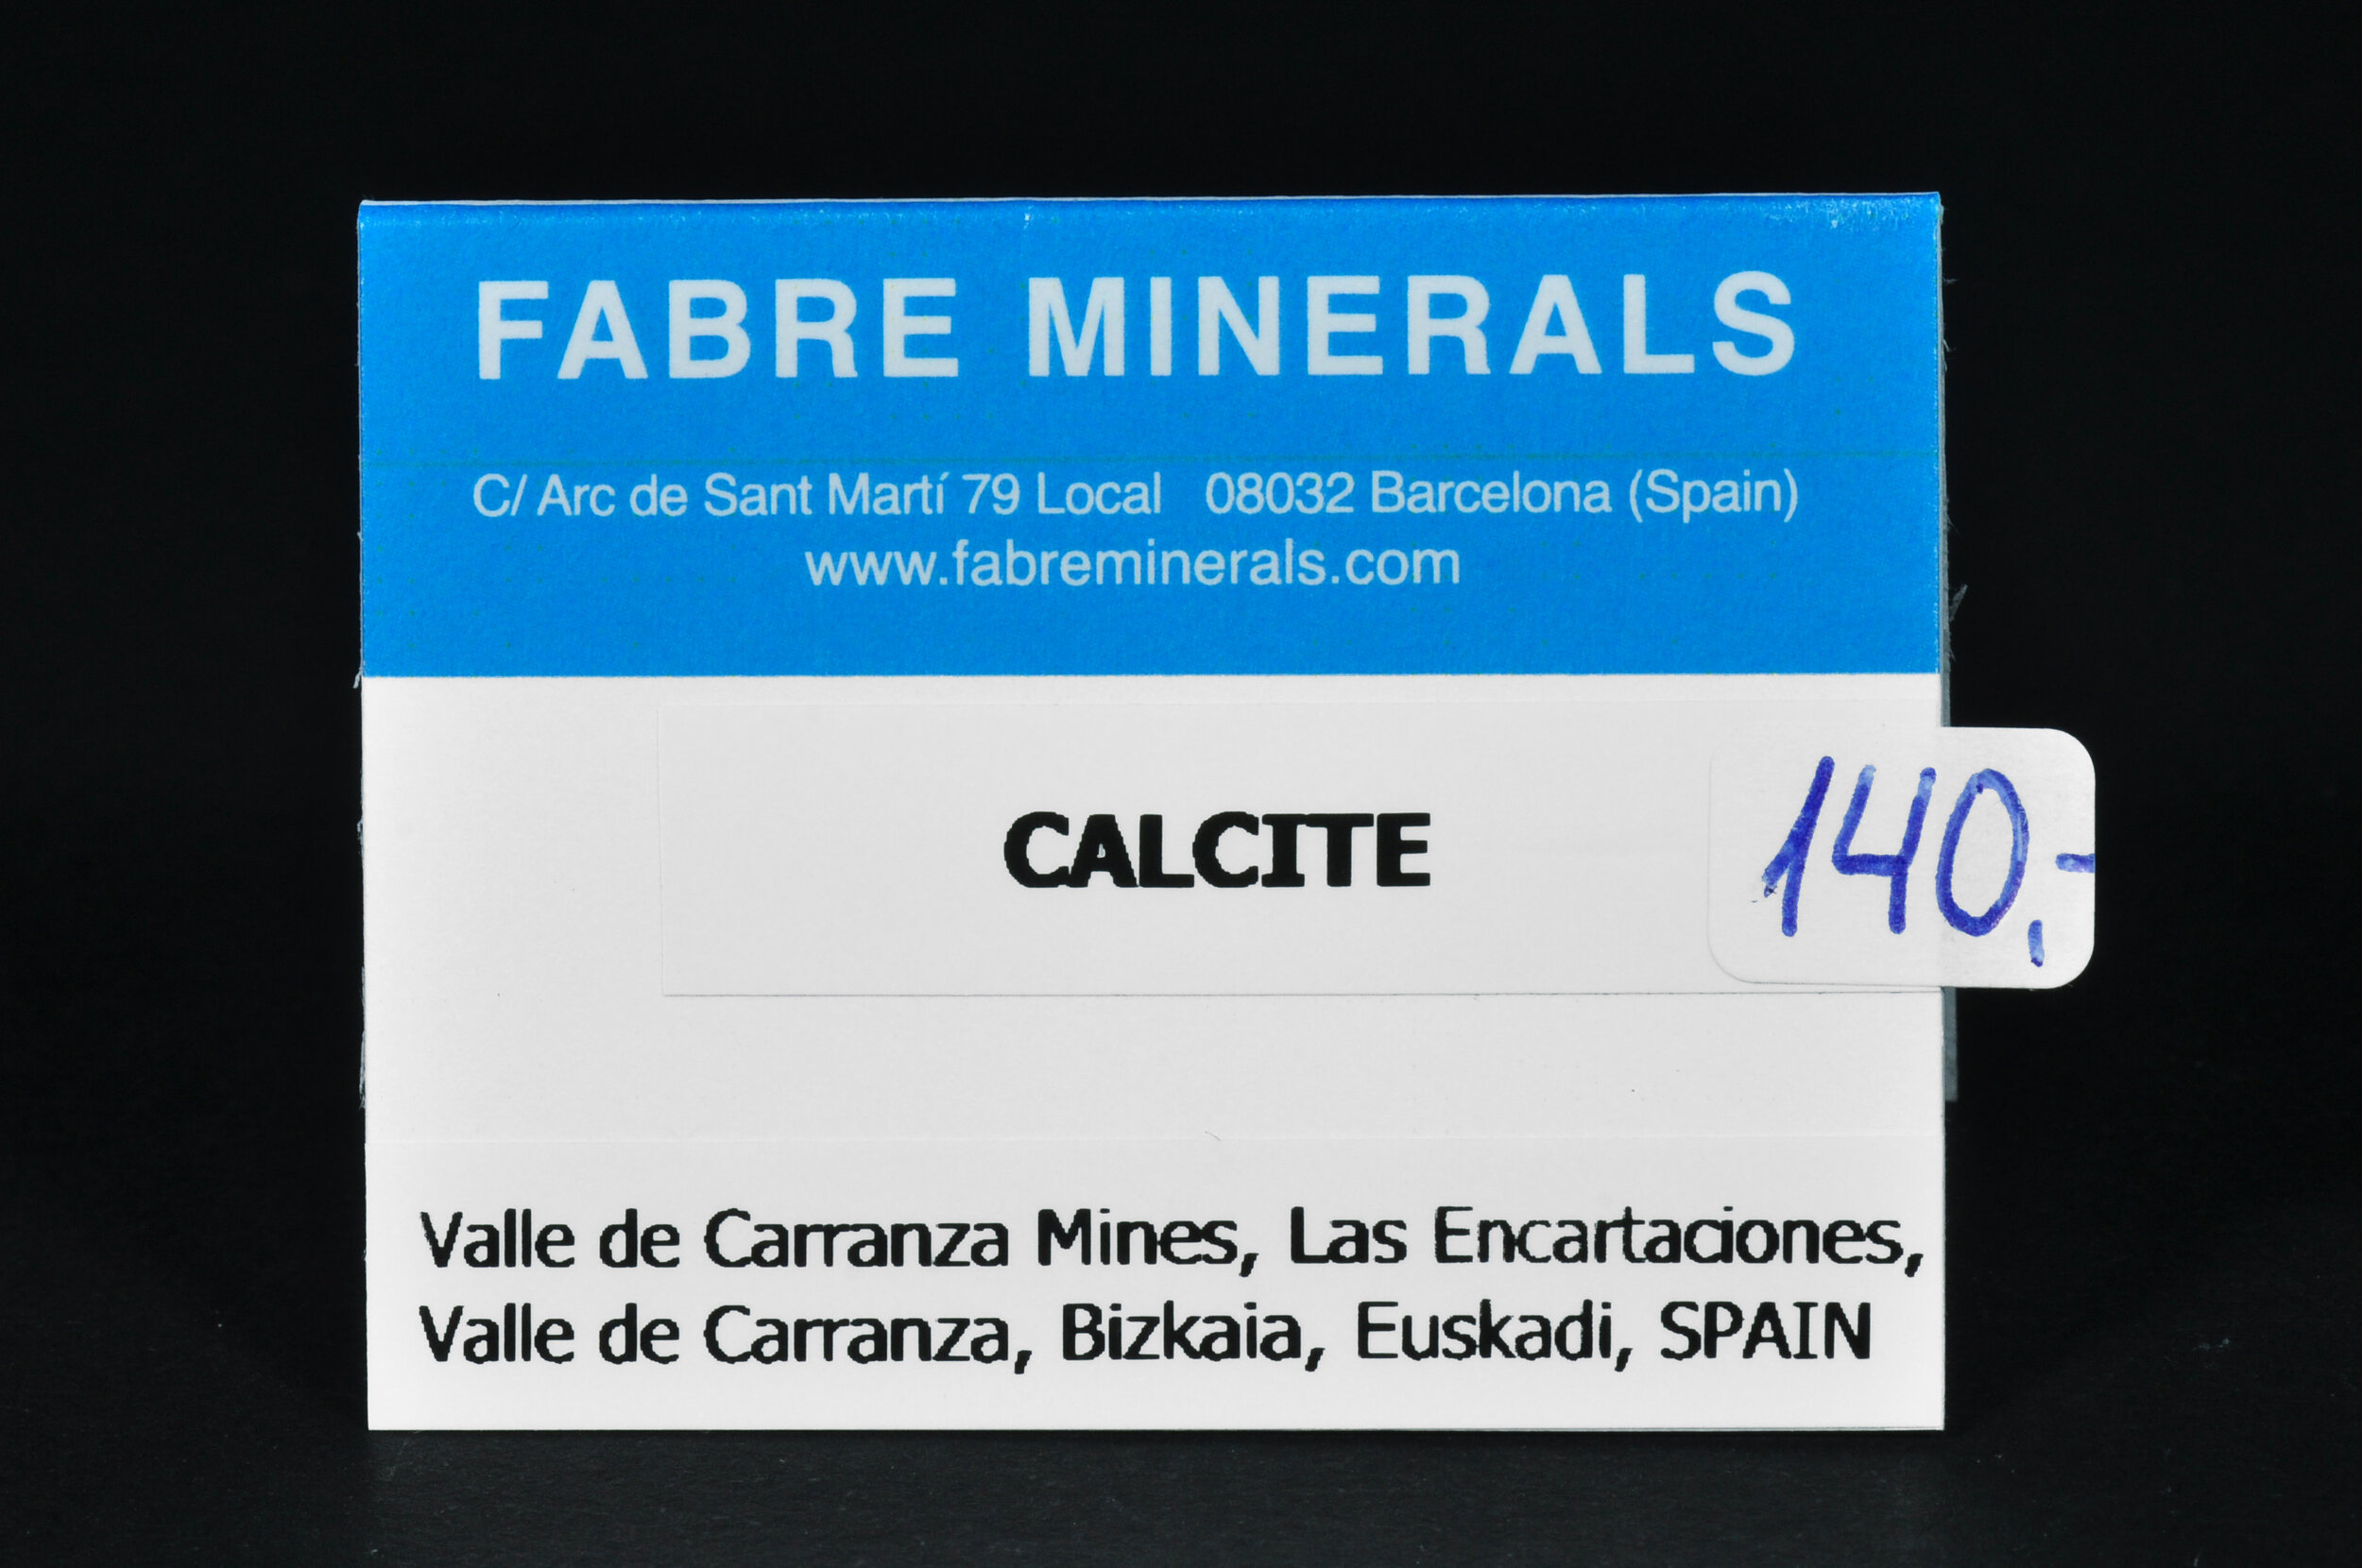 FABRE MINERALS
C/ Arc de Sant Martí 79 Local 08032 Barcelona (Spain)
www.fabreminerals.com
CALCITE
140,-
Valle de Carranza Mines, Las Encartaciones,
Valle de Carranza, Bizkaia, Euskadi, SPAIN